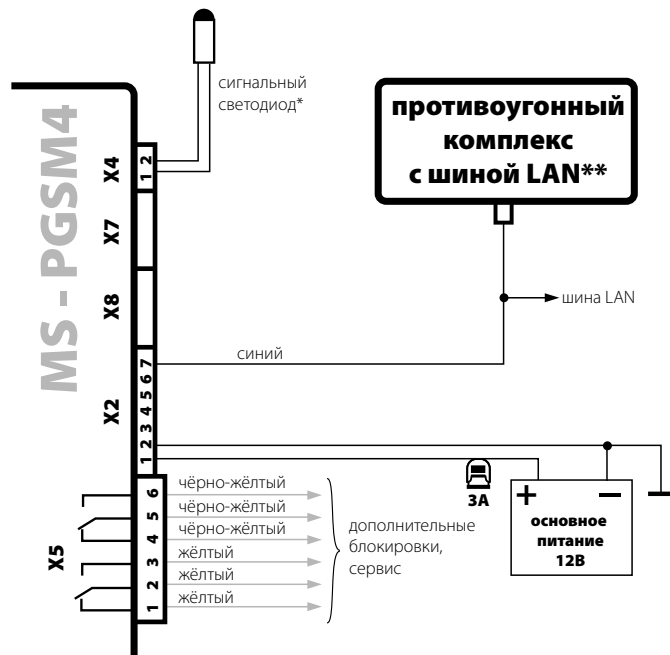 сигнальный
светодиод*
противоугонный
комплекс
с шиной LAN**
MS - PGSM4
X4
1 2
X7
X8
шина LAN
синий
X2
1 2 3 4 5 6 7
3А
+ −
основное
питание
12В
X5
1 2 3 4 5 6
чёрно-жёлтый
чёрно-жёлтый
чёрно-жёлтый
жёлтый
жёлтый
жёлтый
дополнительные
блокировки,
сервис